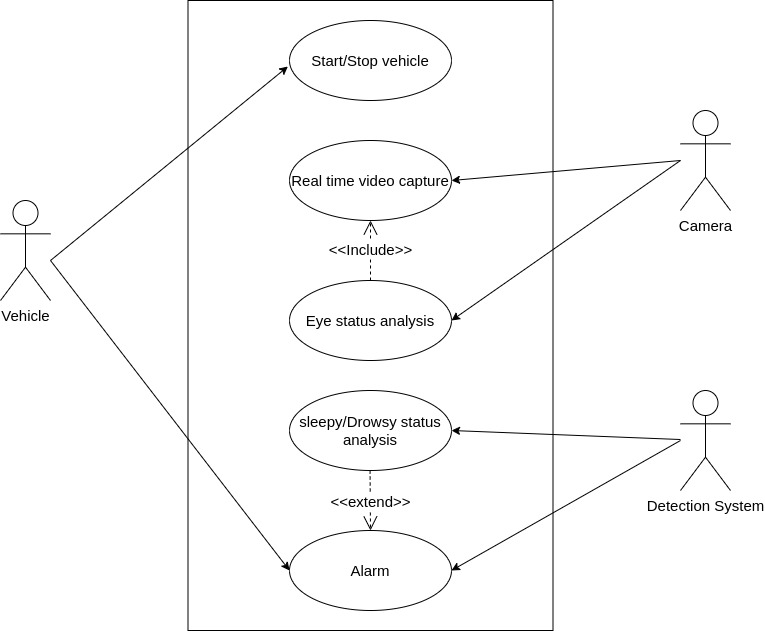 Start/Stop vehicle
Real time video capture
Camera
<<Include>>
Vehicle
Eye status analysis
sleepy/Drowsy status
analysis
<<extend>>
Detection System
Alarm